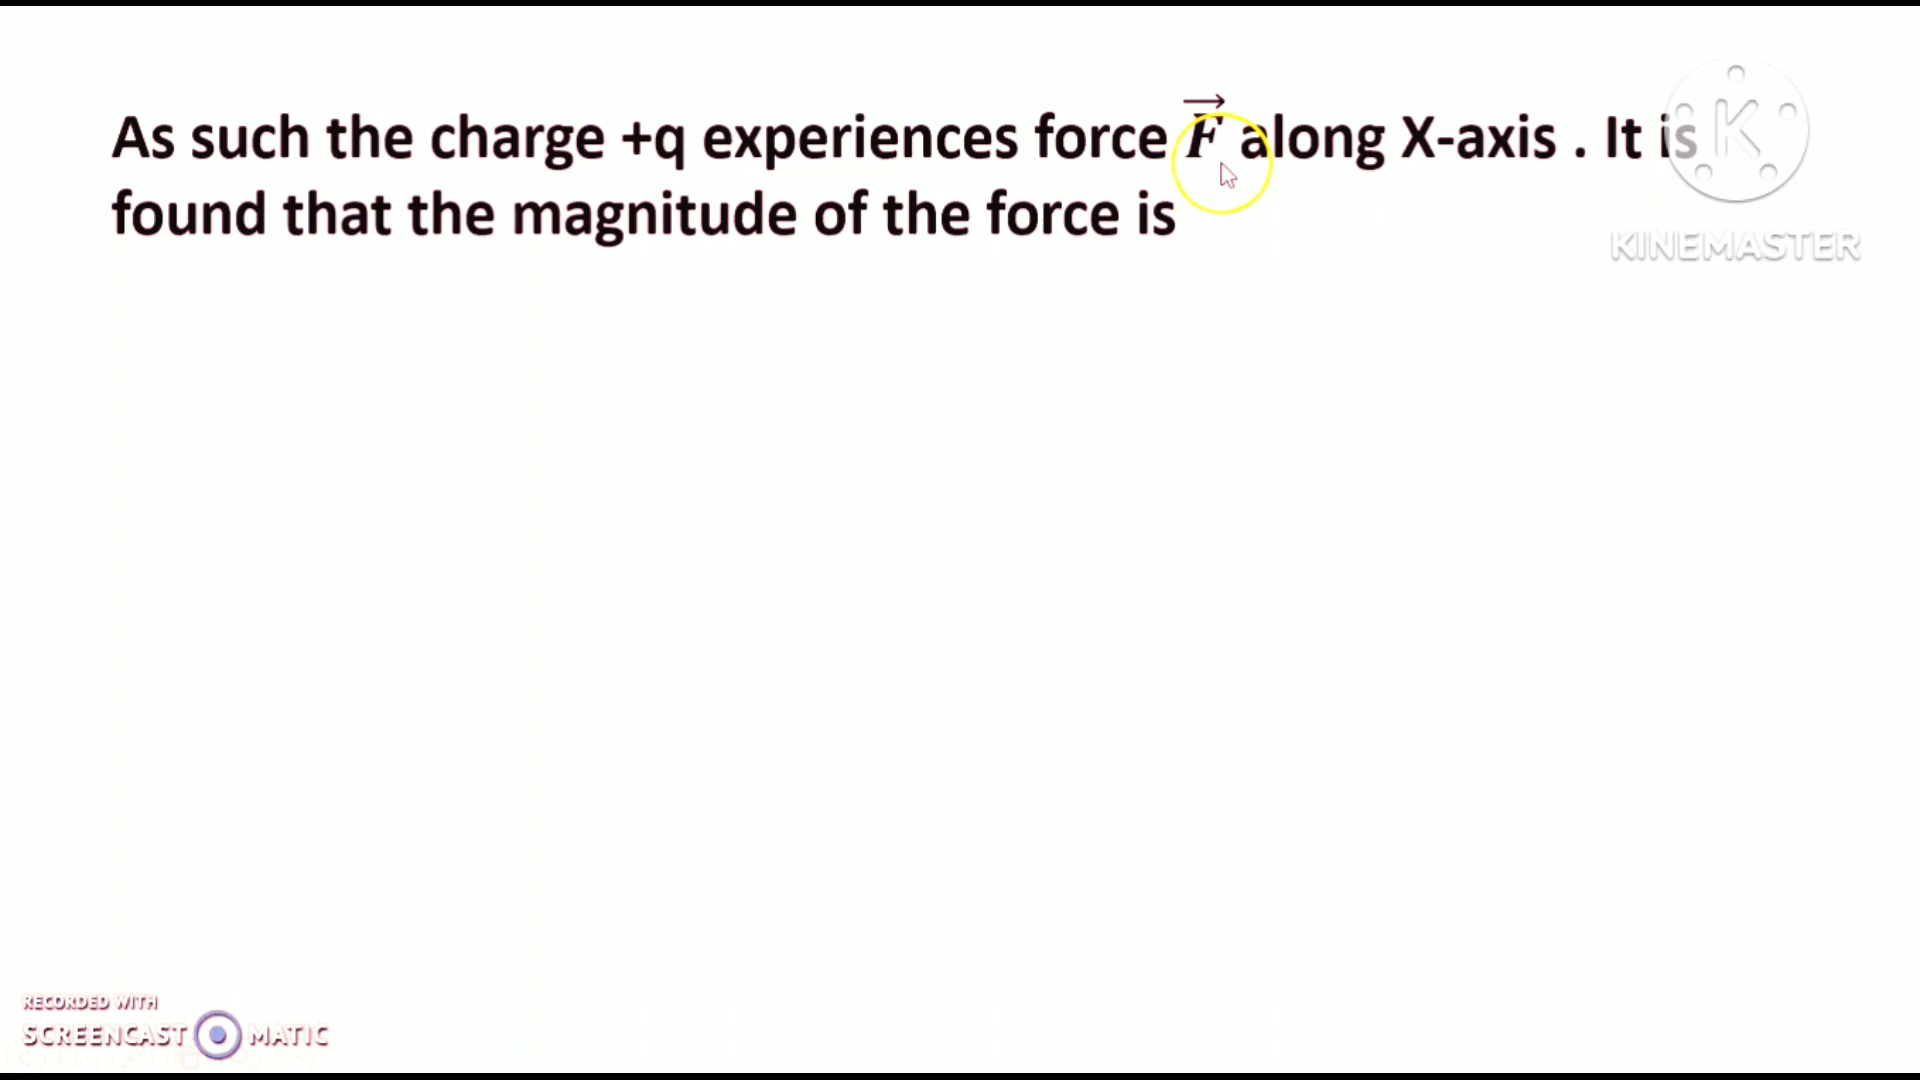 As such the charge +q experiences force \vec{F} along X-axis . It is
found that the magnitude of the force is
K
KINEMASTER
RECORDED WITH
SCREENCAST MATIC